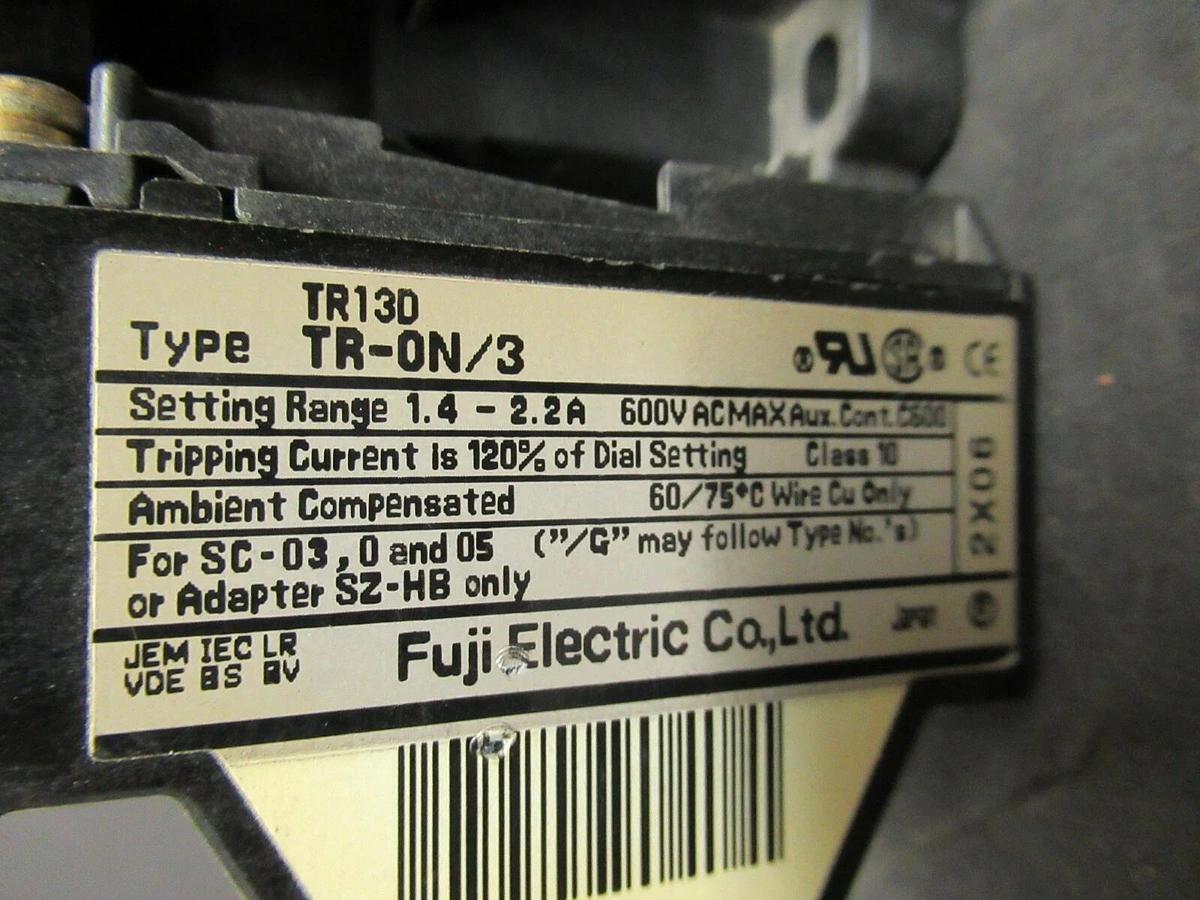 TR13D
Type TR-0N/3
Setting Range 1.4 - 2.2A 600V AC MAX Aux. Cont. C600
Tripping Current is 120% of Dial Setting Class 10
Ambient Compensated 60/75°C Wire Cu Only
For SC-03, 0 and 05 ("/G" may follow Type No.'s)
or Adapter SZ-HB only
2X06
JEM IEC LR
VDE BS
Fuji Electric Co., Ltd. Japan
CE